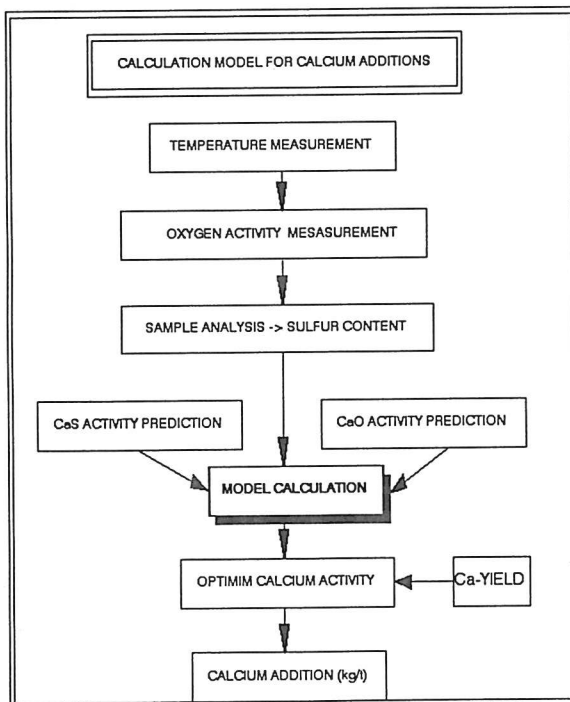 CALCULATION MODEL FOR CALCIUM ADDITIONS
TEMPERATURE MEASUREMENT
OXYGEN ACTIVITY MESASUREMENT
SAMPLE ANALYSIS -> SULFUR CONTENT
CaS ACTIVITY PREDICTION
CaO ACTIVITY PREDICTION
MODEL CALCULATION
OPTIMIM CALCIUM ACTIVITY
Ca-YIELD
CALCIUM ADDITION (kg/t)